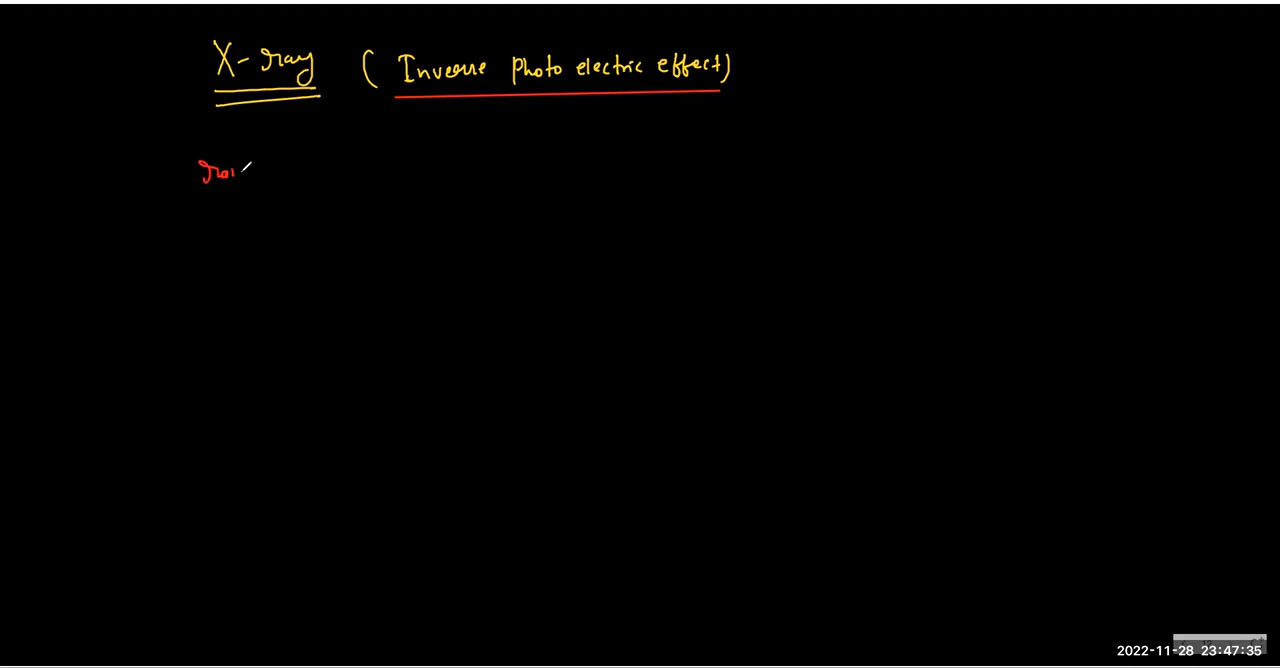 X-ray ( Inverse photo electric effect)
2022-11-28 23:47:35